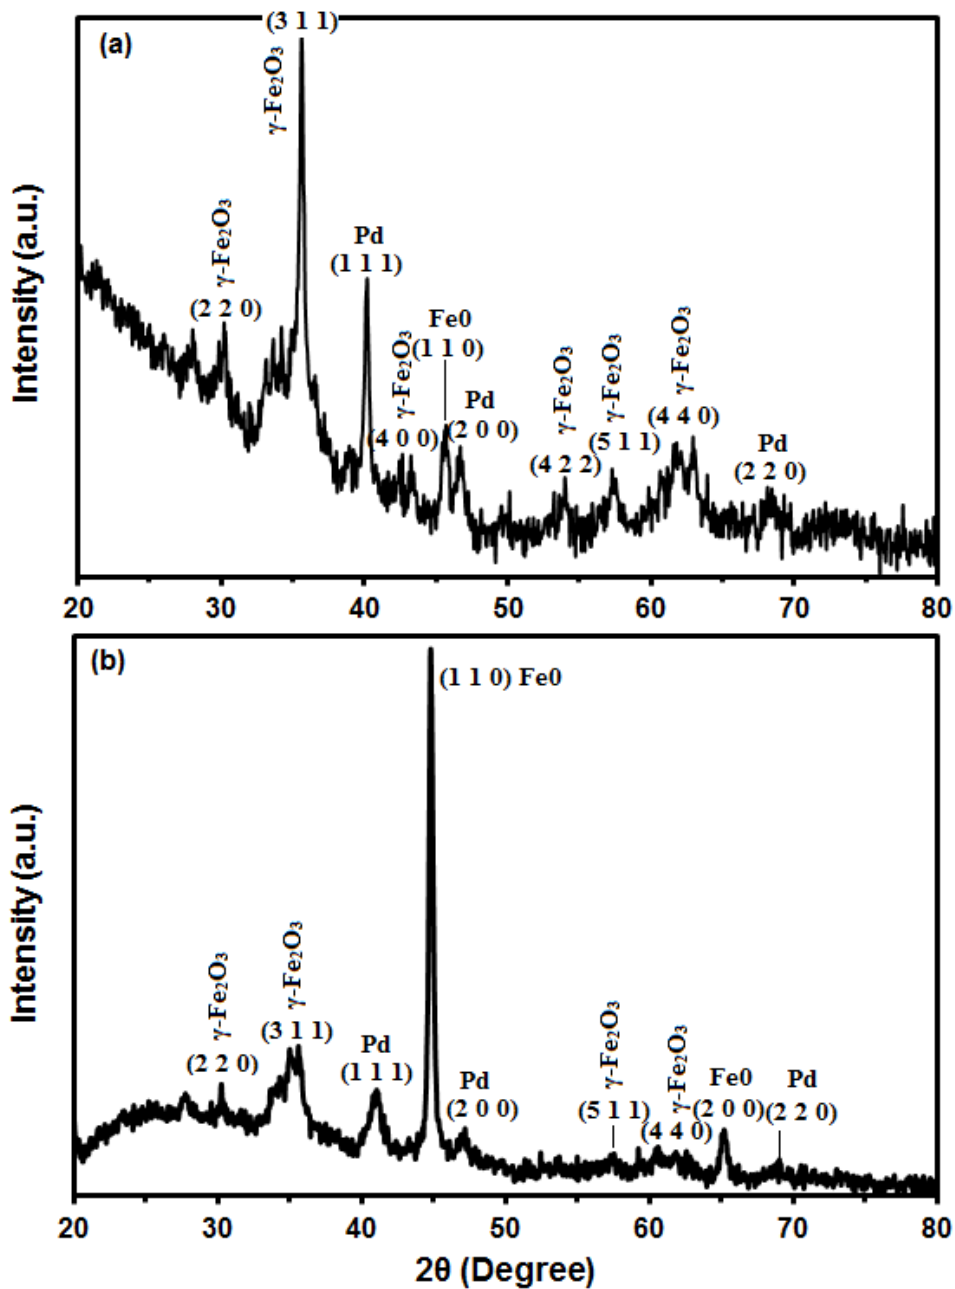 (a)
(3 1 1)
γ-Fe₂O₃
γ-Fe₂O₃
(2 2 0)
Pd
(1 1 1)
γ-Fe₂O₃
(4 0 0)
Fe0
(1 1 0)
Pd
(2 0 0)
γ-Fe₂O₃
(4 2 2)
γ-Fe₂O₃
(5 1 1)
γ-Fe₂O₃
(4 4 0)
Pd
(2 2 0)
Intensity (a.u.)
20 30 40 50 60 70 80
(b)
(1 1 0) Fe0
γ-Fe₂O₃
(2 2 0)
γ-Fe₂O₃
(3 1 1)
Pd
(1 1 1)
Pd
(2 0 0)
γ-Fe₂O₃
(5 1 1)
γ-Fe₂O₃
(4 4 0)
Fe0
(2 0 0)
Pd
(2 2 0)
Intensity (a.u.)
20 30 40 50 60 70 80
2θ (Degree)